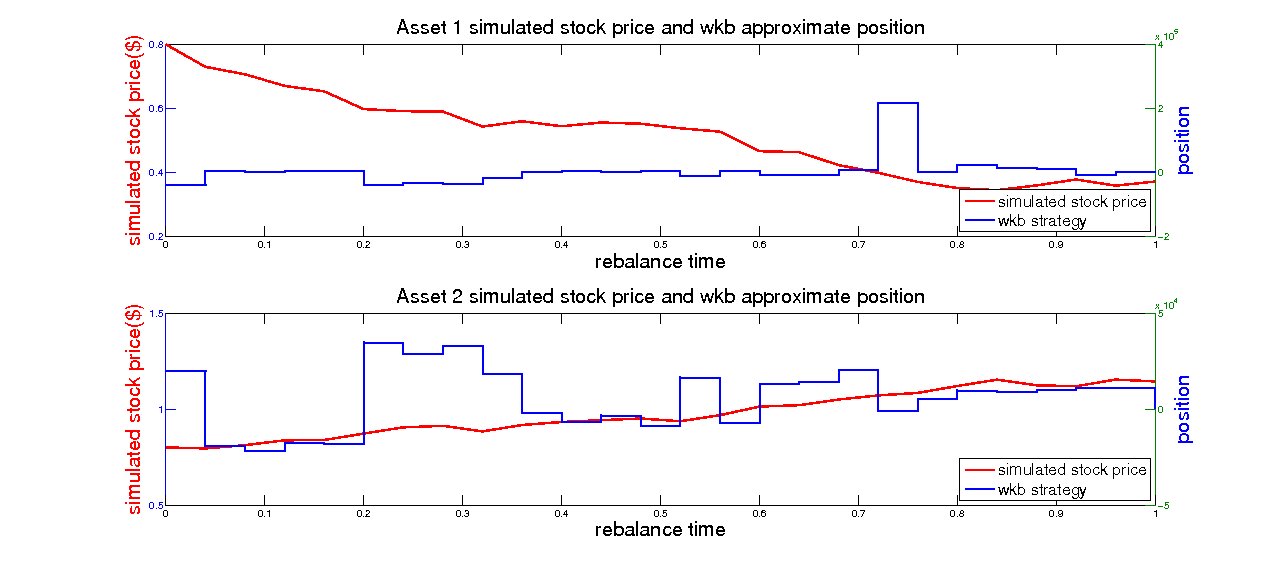 Asset 1 simulated stock price and wkb approximate position
x 10^5
simulated stock price($)
0.8
0.6
0.4
0.2
4
2
0
-2
position
simulated stock price
wkb strategy
0 0.1 0.2 0.3 0.4 0.5 0.6 0.7 0.8 0.9 1
rebalance time
Asset 2 simulated stock price and wkb approximate position
x 10^4
simulated stock price($)
1.5
1
0.5
5
0
-5
position
simulated stock price
wkb strategy
0 0.1 0.2 0.3 0.4 0.5 0.6 0.7 0.8 0.9 1
rebalance time